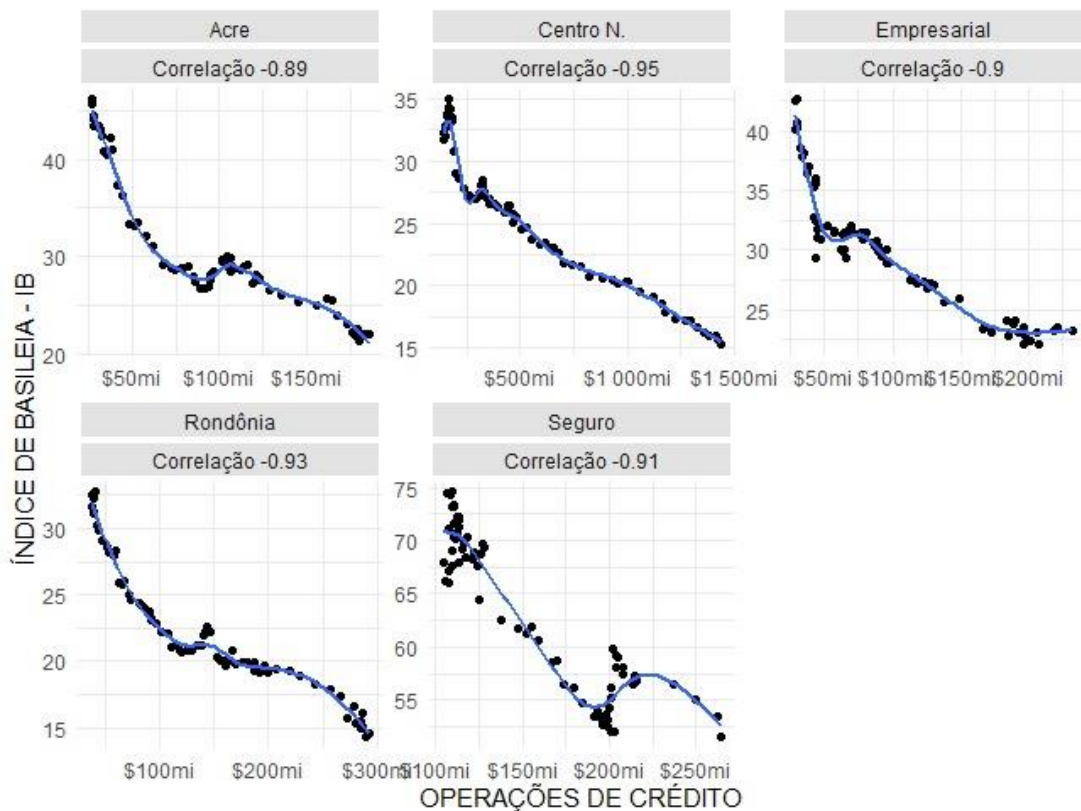 Acre
Correlação -0.89
40
30
20
$50mi $100mi $150mi
Centro N.
Correlação -0.95
35
30
25
20
15
$500mi $1 000mi $1 500mi
Empresarial
Correlação -0.9
40
35
30
25
$50mi $100mi $150mi $200mi
Rondônia
Correlação -0.93
30
25
20
15
$100mi $200mi $300mi
Seguro
Correlação -0.91
75
70
65
60
55
$100mi $150mi $200mi $250mi
ÍNDICE DE BASILEIA - IB
OPERAÇÕES DE CRÉDITO